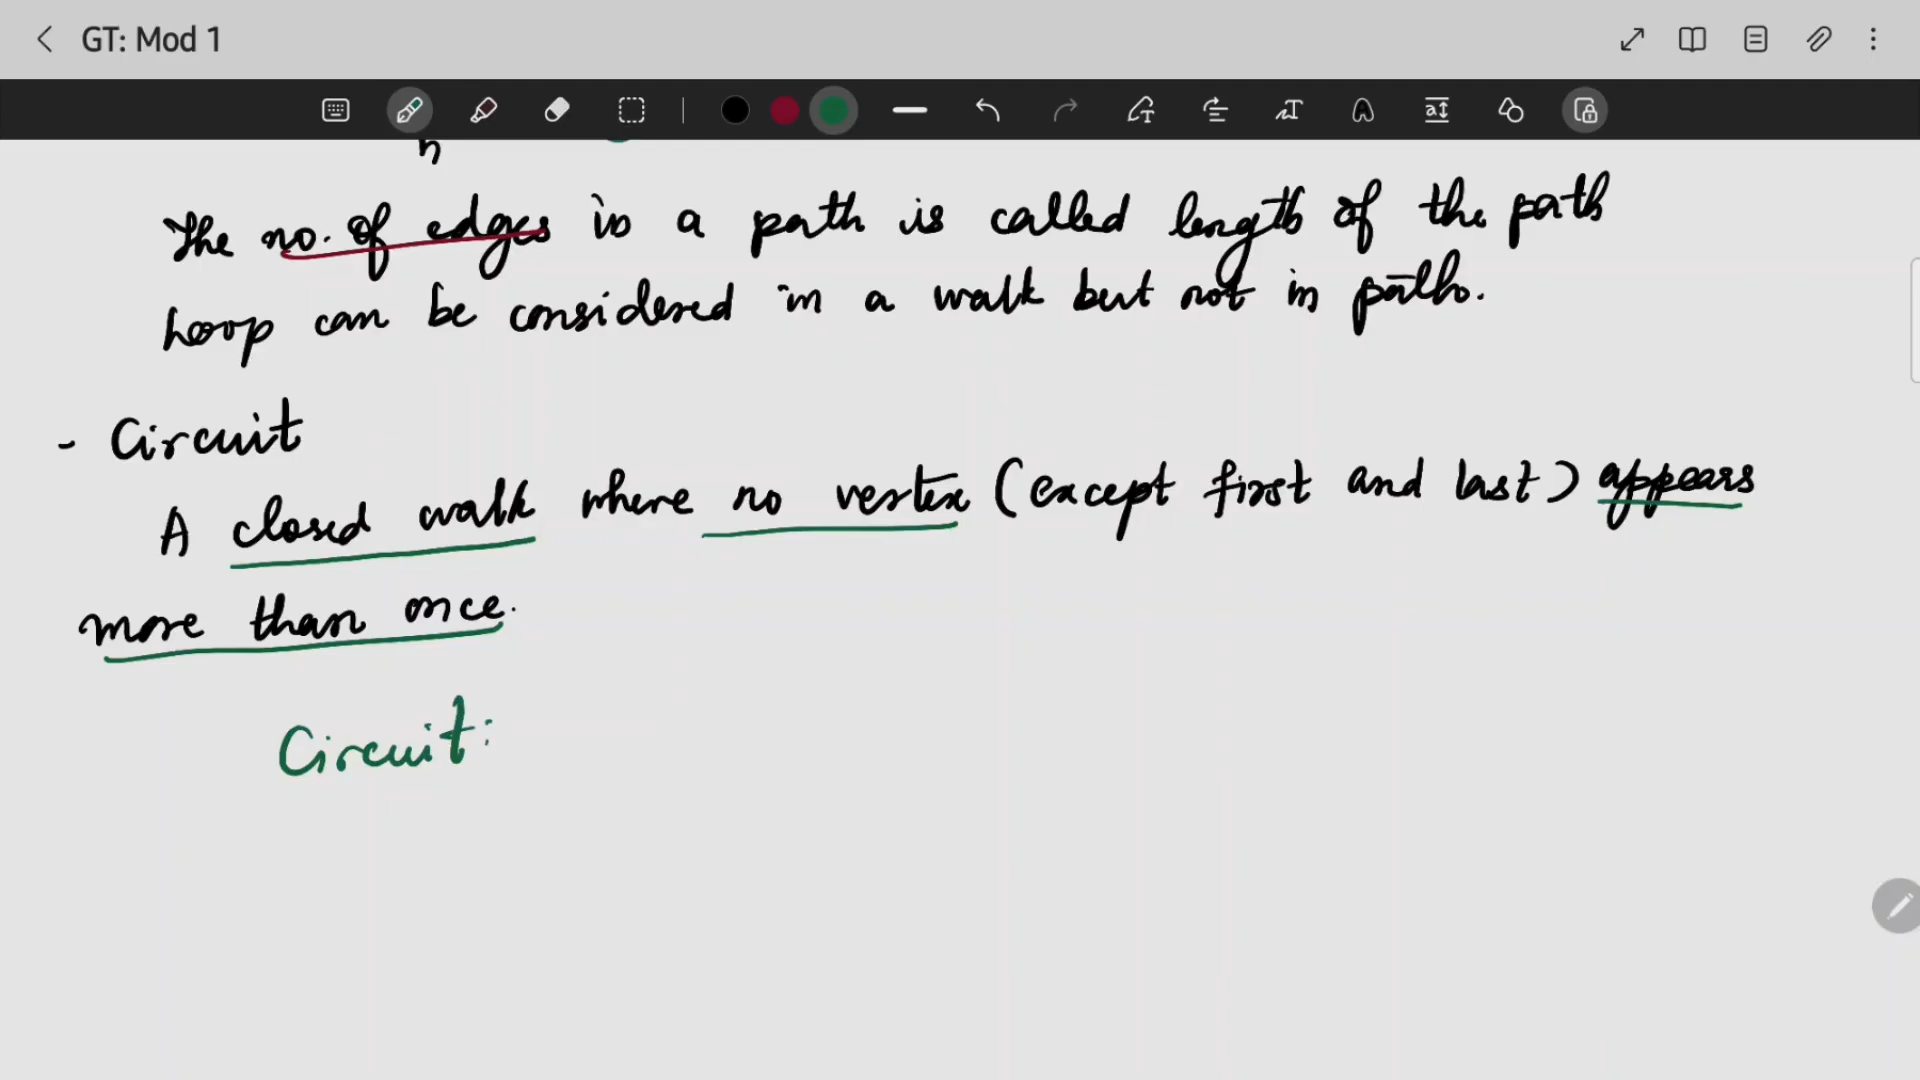 GT: Mod 1
n
The no. of edges in a path is called length of the path
Loop can be considered in a walk but not in path.
- Circuit
A closed walk where no vertex (except first and last) appears
more than once.
Circuit: